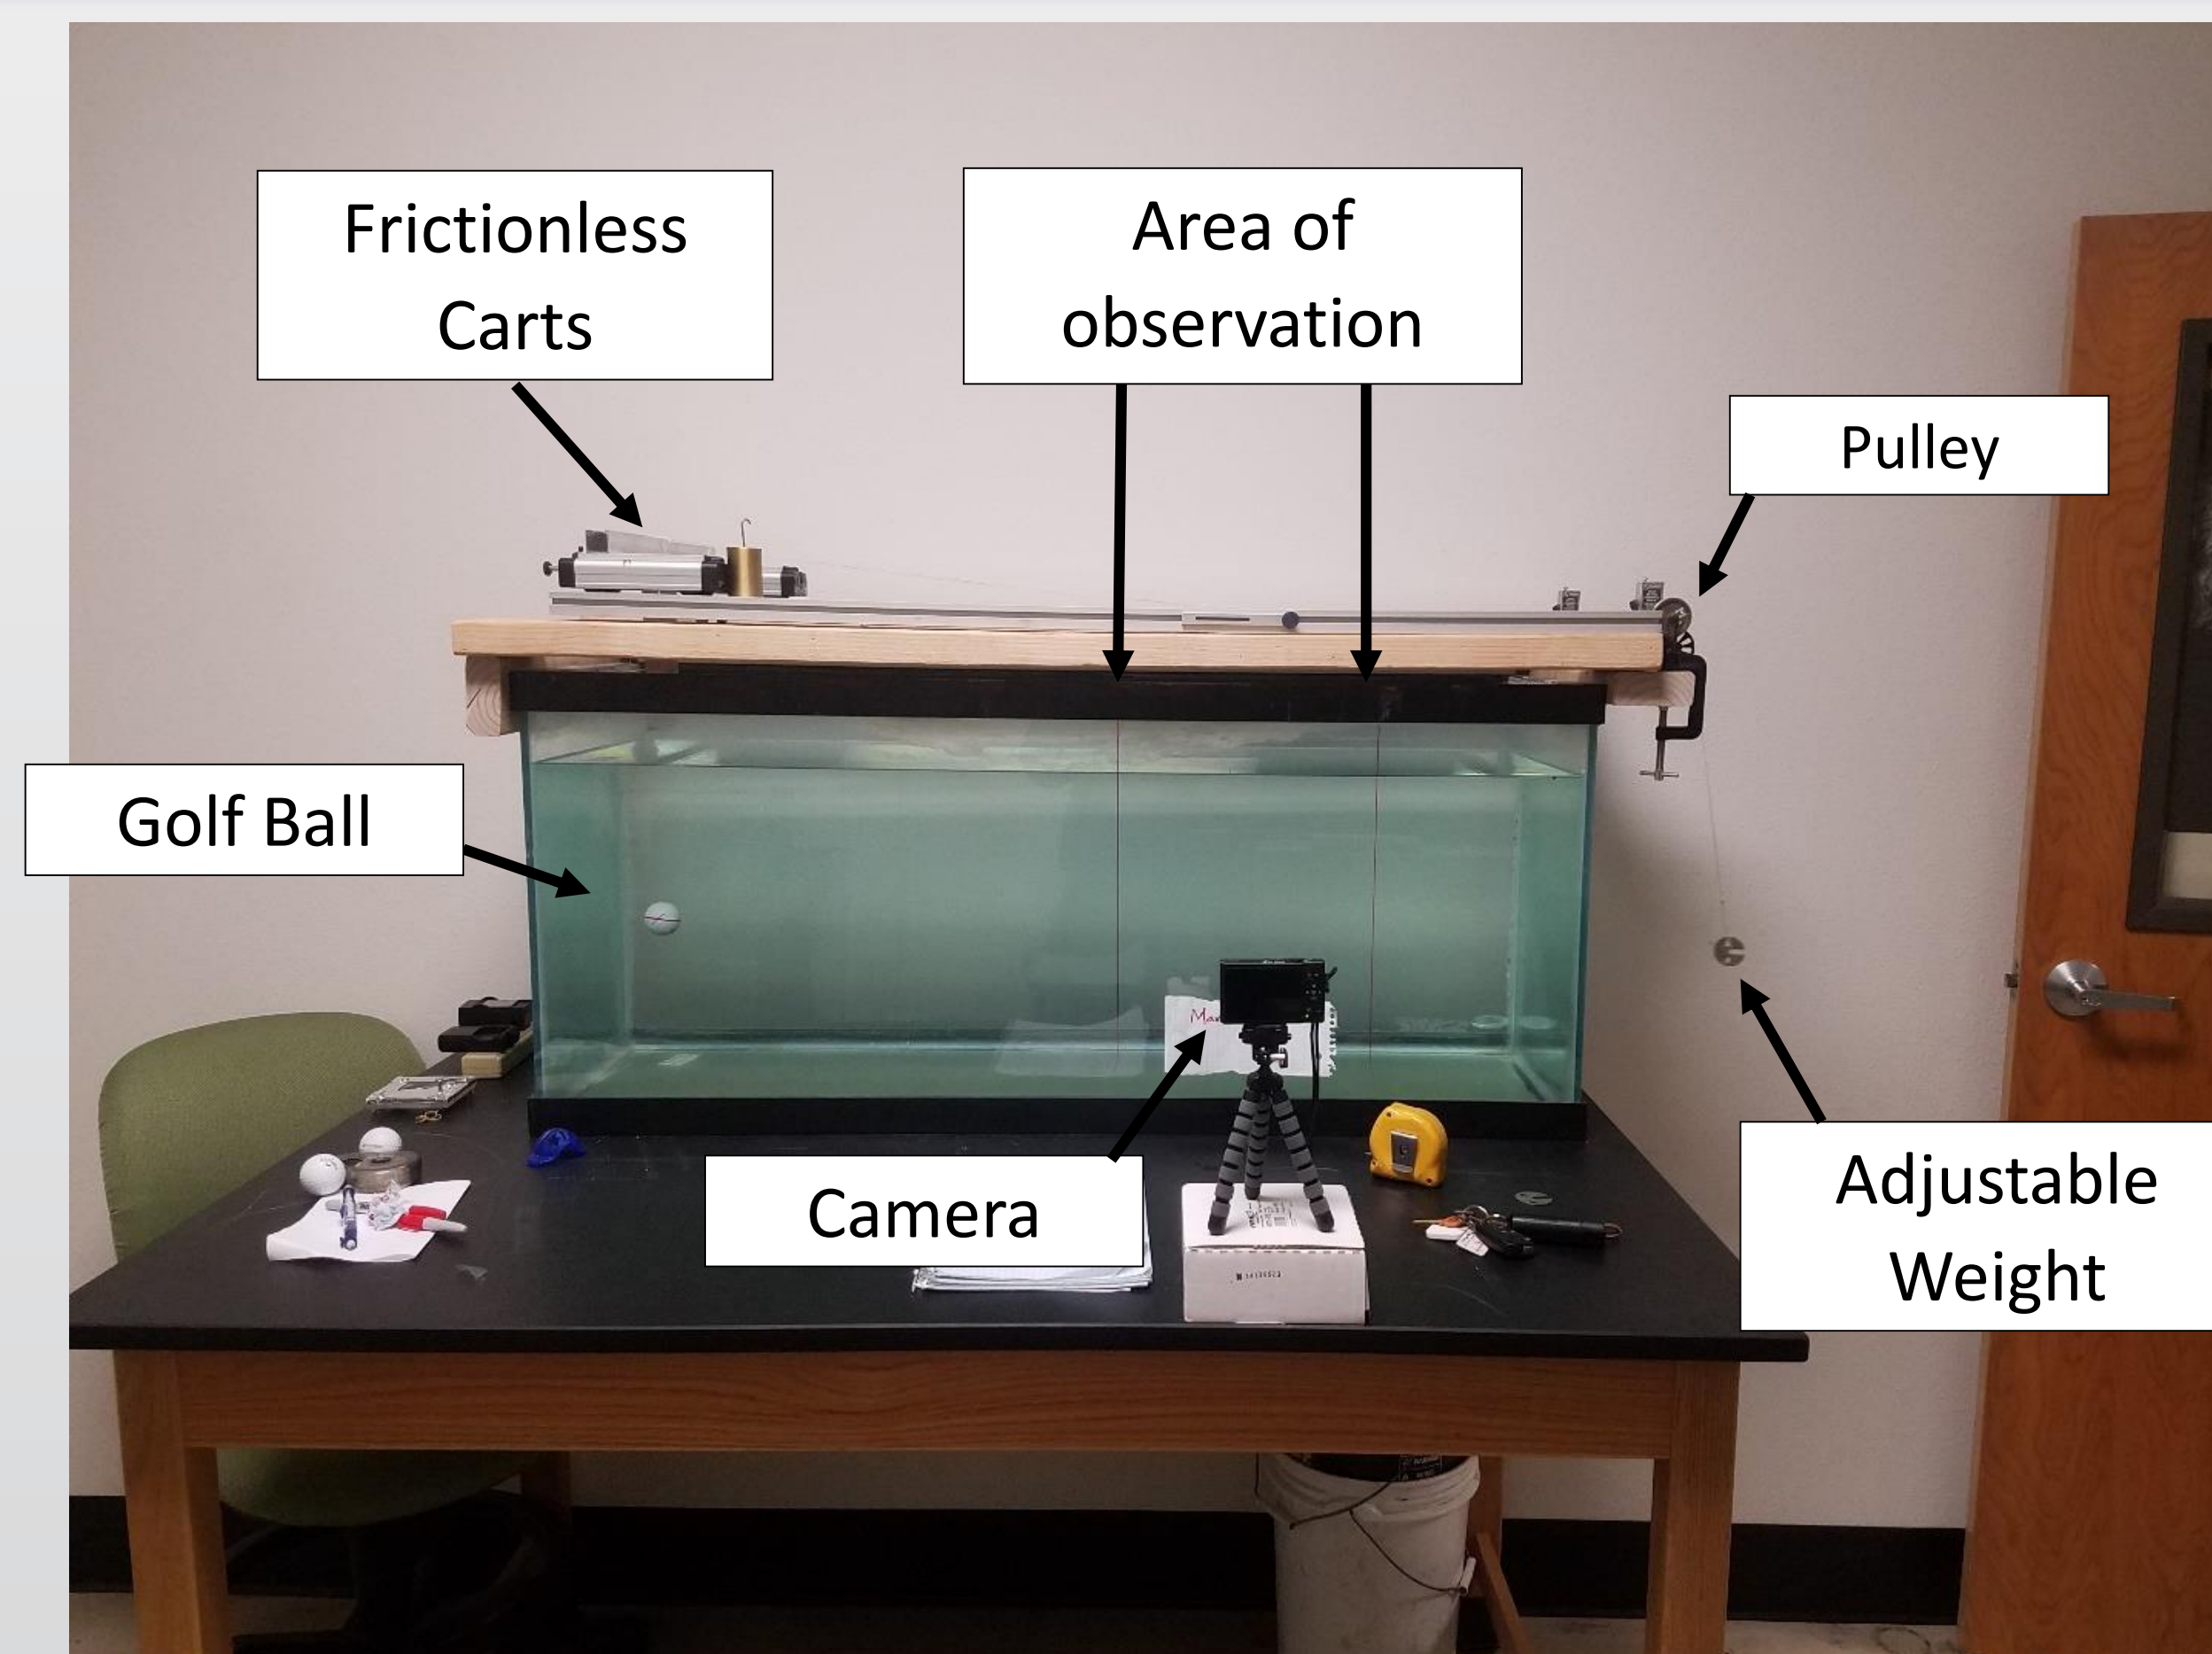 Frictionless
Carts
Area of
observation
Pulley
Golf Ball
Camera
Adjustable
Weight